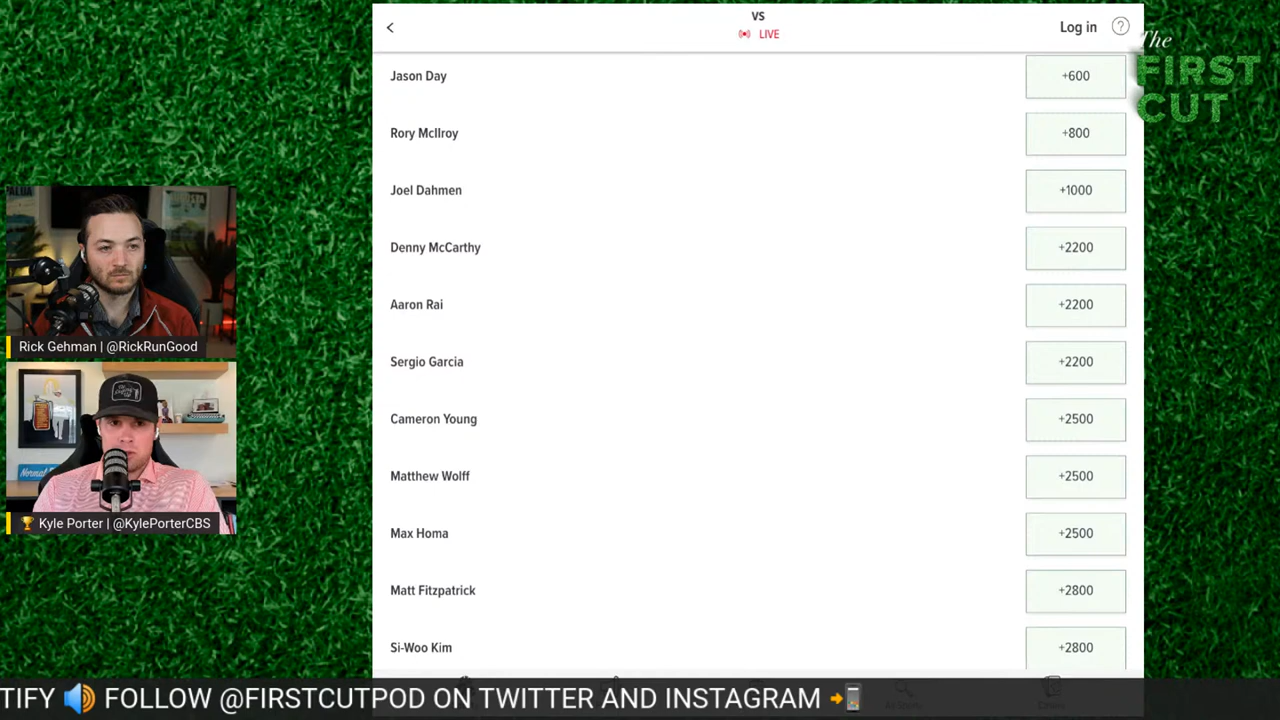 VS
LIVE
Log in
?
The
FIRST
CUT
Jason Day +600
Rory McIlroy +800
Joel Dahmen +1000
Denny McCarthy +2200
Aaron Rai +2200
Sergio Garcia +2200
Cameron Young +2500
Matthew Wolff +2500
Max Homa +2500
Matt Fitzpatrick +2800
Si-Woo Kim +2800
Rick Gehman | @RickRunGood
Kyle Porter | @KylePorterCBS
TIFY 🔊 FOLLOW @FIRSTCUTPOD ON TWITTER AND INSTAGRAM 📲